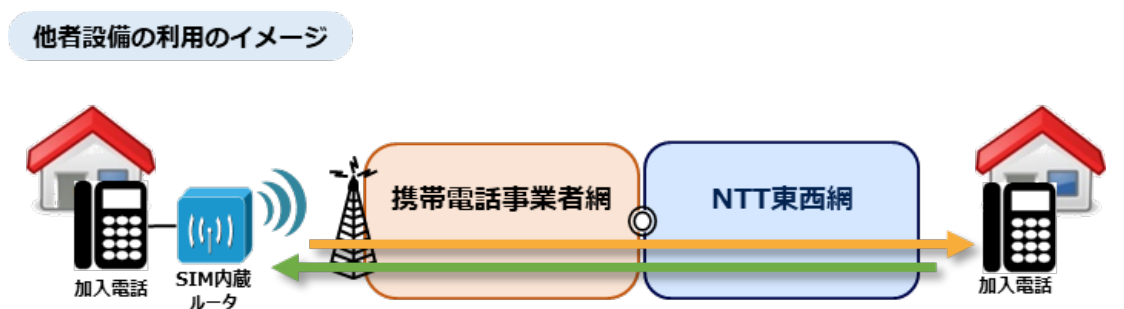 他者設備の利用のイメージ
携帯電話事業者網
NTT東西網
加入電話
SIM内蔵
ルータ
加入電話